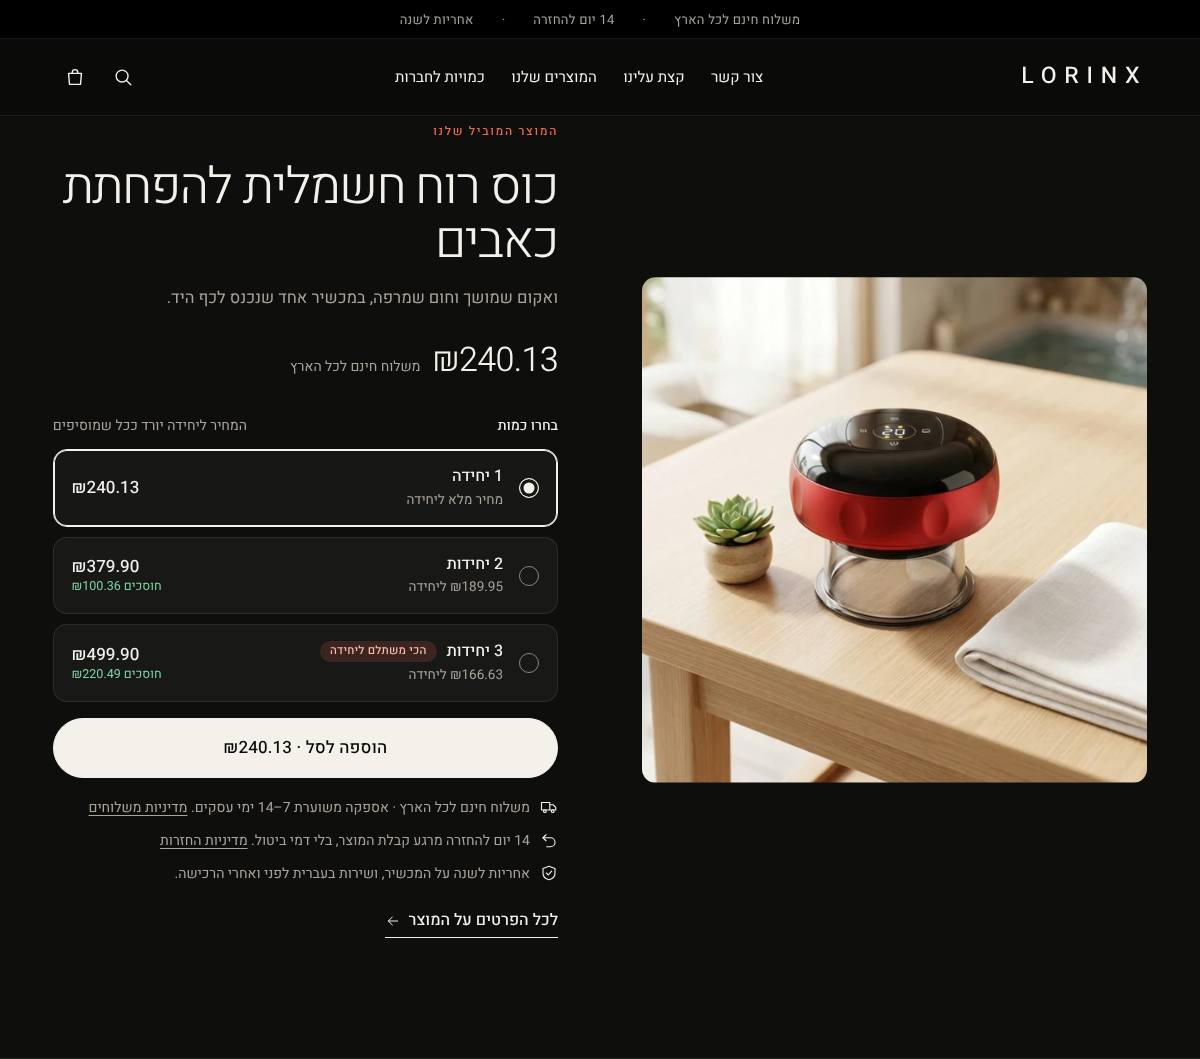 משלוח חינם לכל הארץ · 14 יום להחזרה · אחריות לשנה
LORINX
צור קשר
קצת עלינו
המוצרים שלנו
כמויות לחברות
המוצר המוביל שלנו
כוס רוח חשמלית להפחתת
כאבים
ואקום שמושך וחום שמרפה, במכשיר אחד שנכנס לכף היד.
₪240.13 משלוח חינם לכל הארץ
בחרו כמות
המחיר ליחידה יורד ככל שמוסיפים
1 יחידה
מחיר מלא ליחידה
₪240.13
2 יחידות
₪189.95 ליחידה
₪379.90
חוסכים ₪100.36
3 יחידות
הכי משתלם ליחידה
₪166.63 ליחידה
₪499.90
חוסכים ₪220.49
הוספה לסל · ₪240.13
משלוח חינם לכל הארץ · אספקה משוערת 7–14 ימי עסקים. מדיניות משלוחים
14 יום להחזרה מרגע קבלת המוצר, בלי דמי ביטול. מדיניות החזרות
אחריות לשנה על המכשיר, ושירות בעברית לפני ואחרי הרכישה.
לכל הפרטים על המוצר ←
20